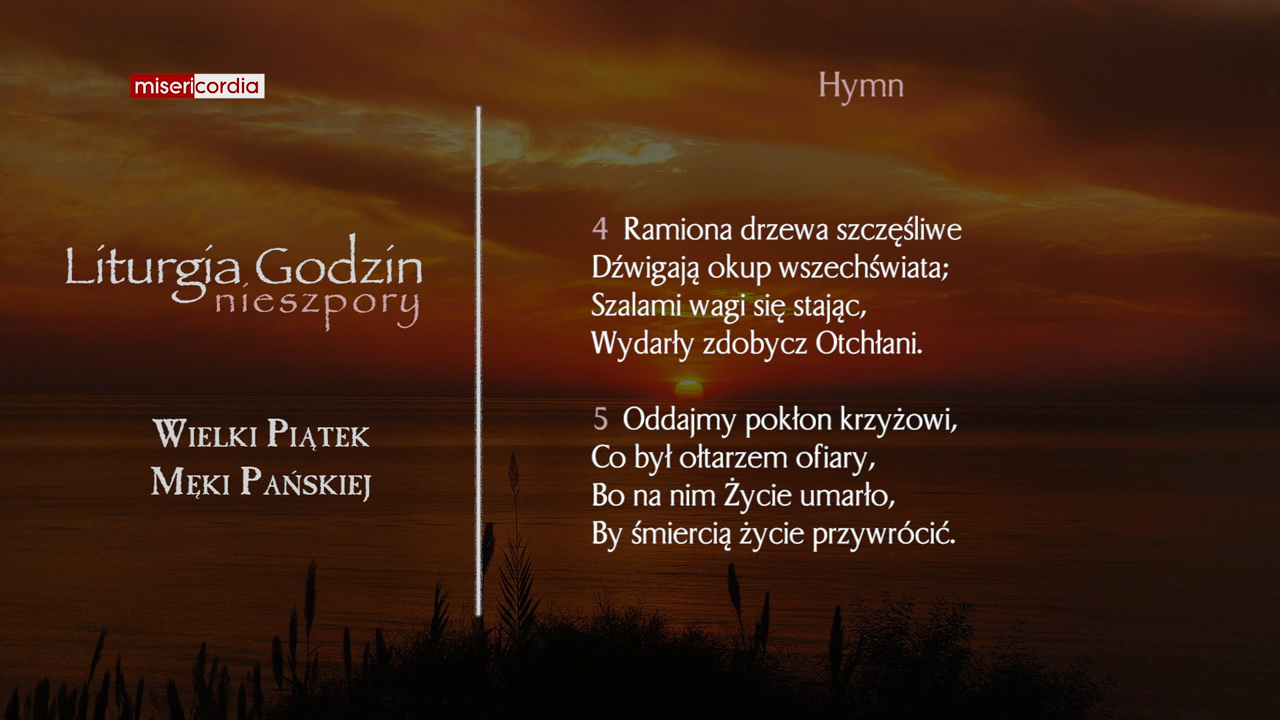 misericordia
Liturgia Godzin
nieszpory
Wielki Piątek
Męki Pańskiej
Hymn
4 Ramiona drzewa szczęśliwe
Dźwigają okup wszechświata;
Szalami wagi się stając,
Wydarły zdobycz Otchłani.
5 Oddajmy pokłon krzyżowi,
Co był ołtarzem ofiary,
Bo na nim Życie umarło,
By śmiercią życie przywrócić.